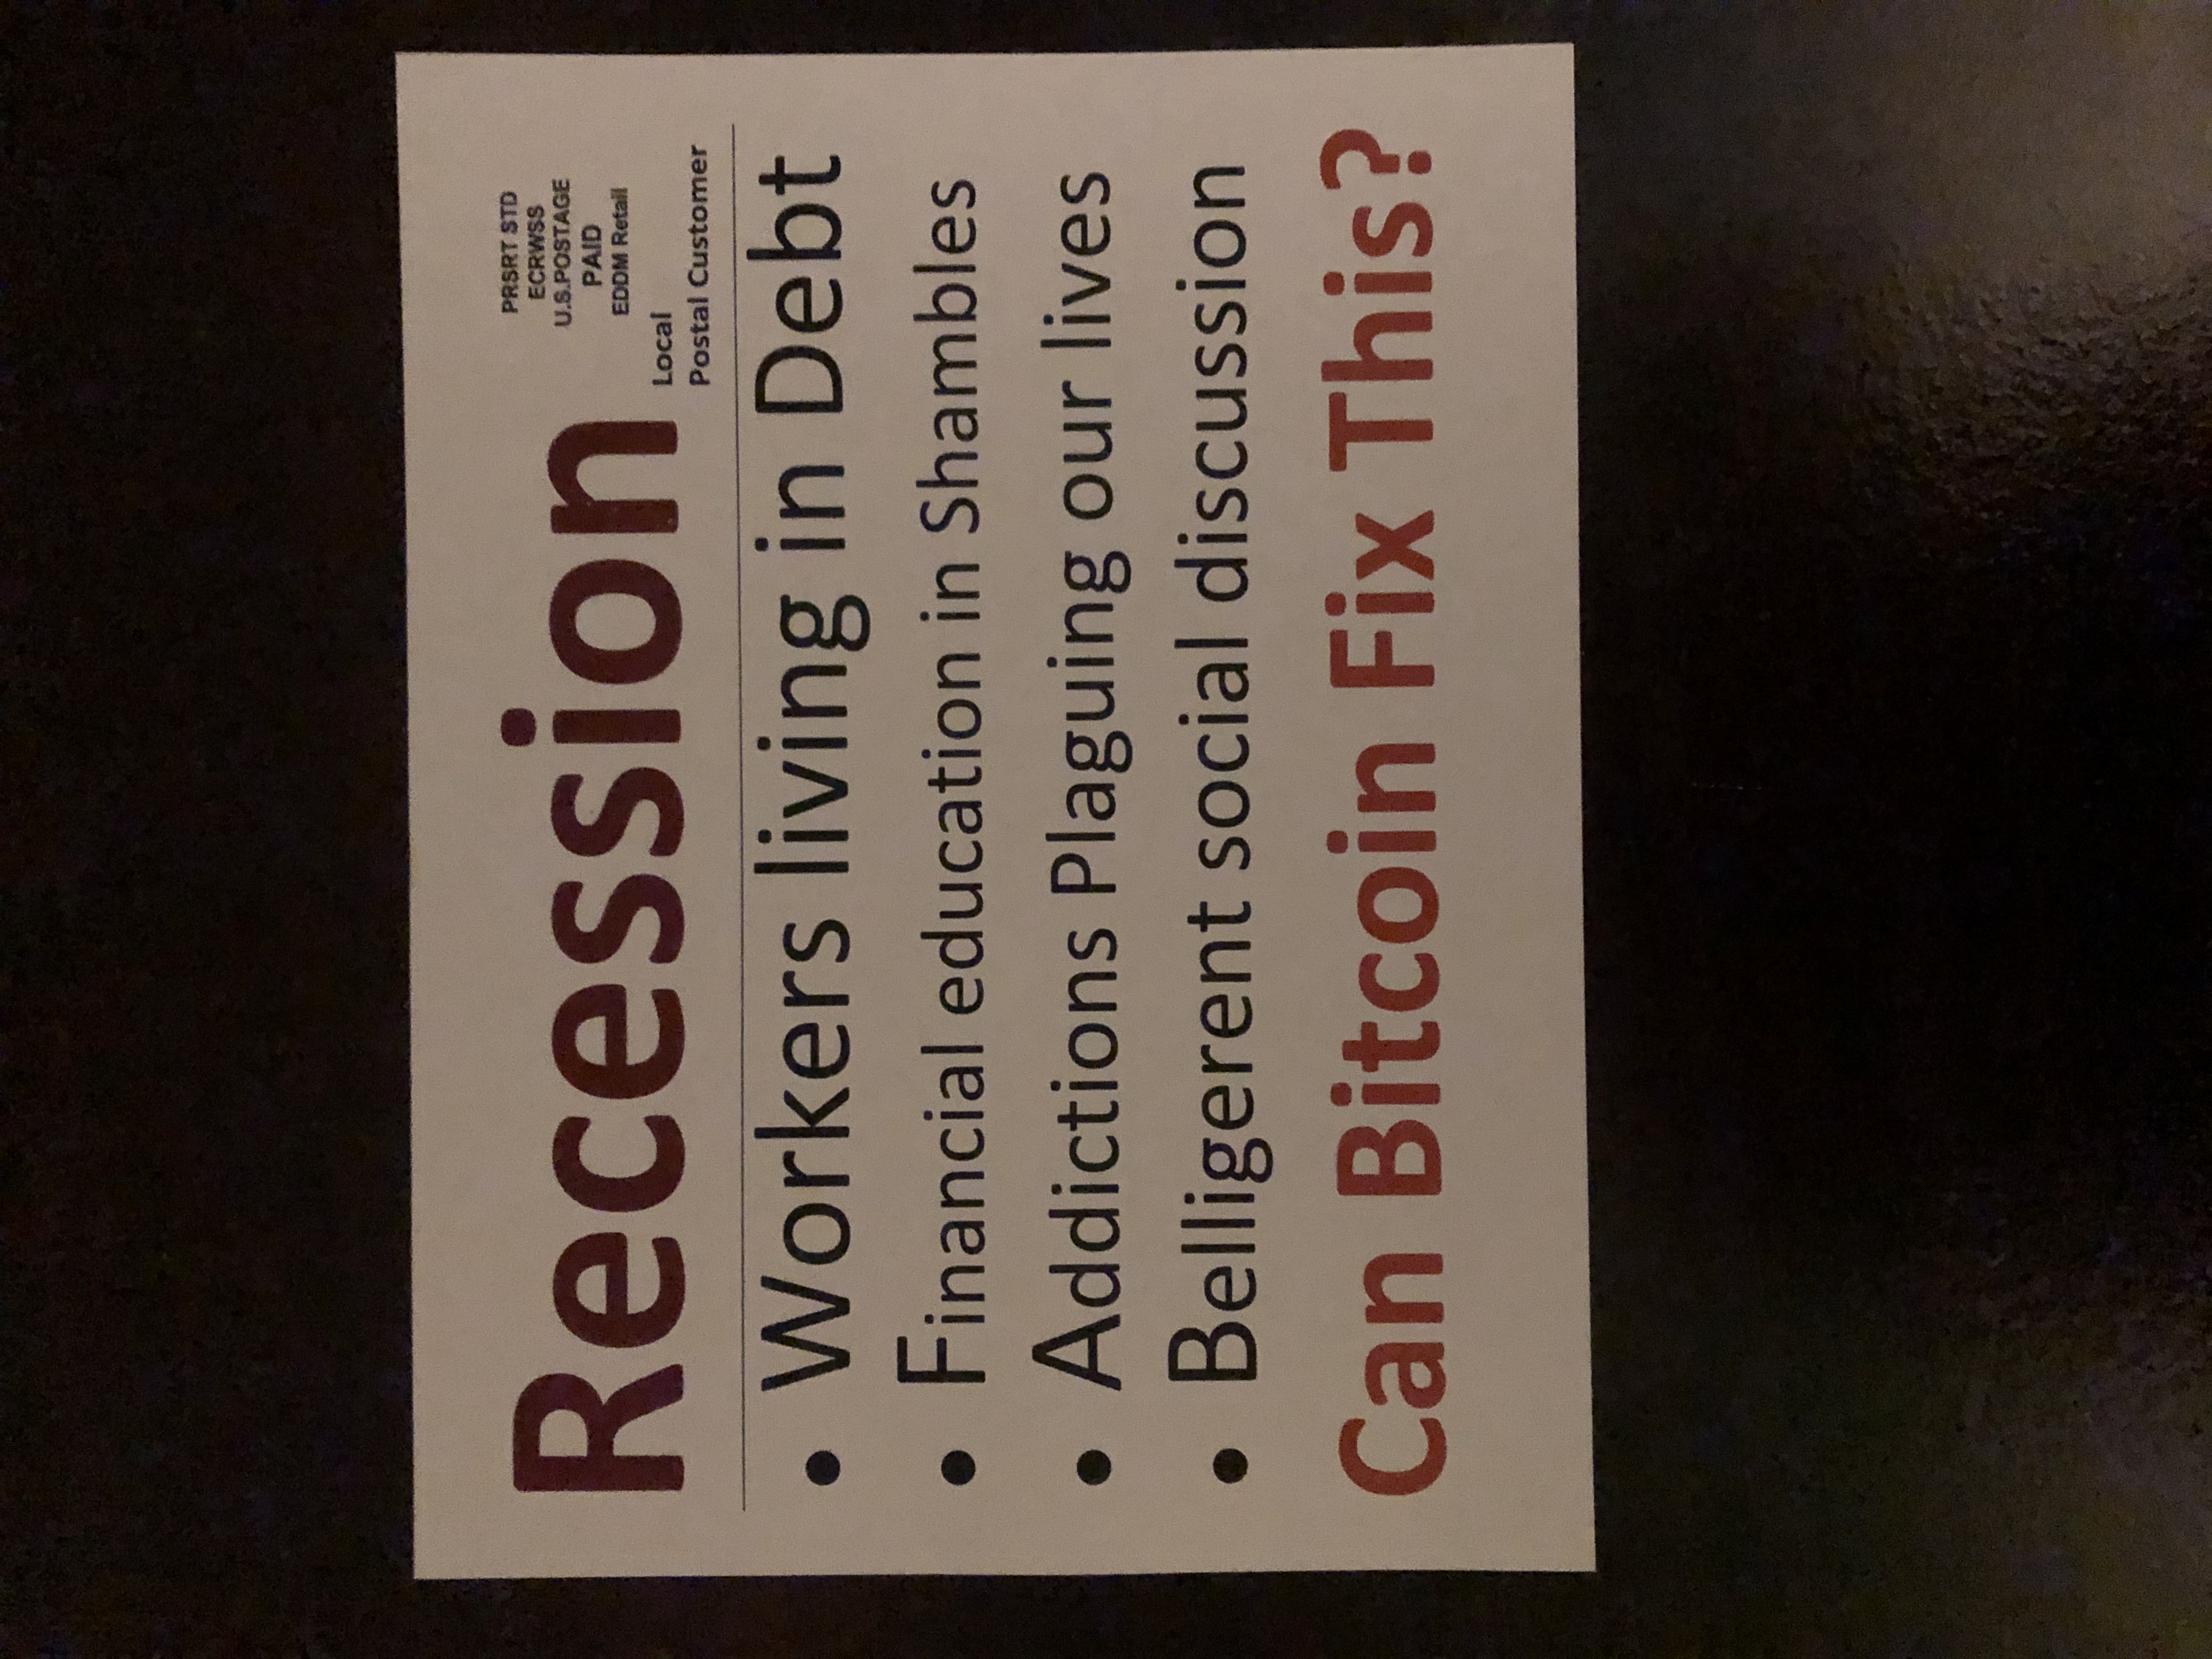 Recession
PRSRT STD
ECRWSS
U.S.POSTAGE
PAID
EDDM Retail
Local
Postal Customer
• Workers living in Debt
• Financial education in Shambles
• Addictions Plaguing our lives
• Belligerent social discussion
Can Bitcoin Fix This?